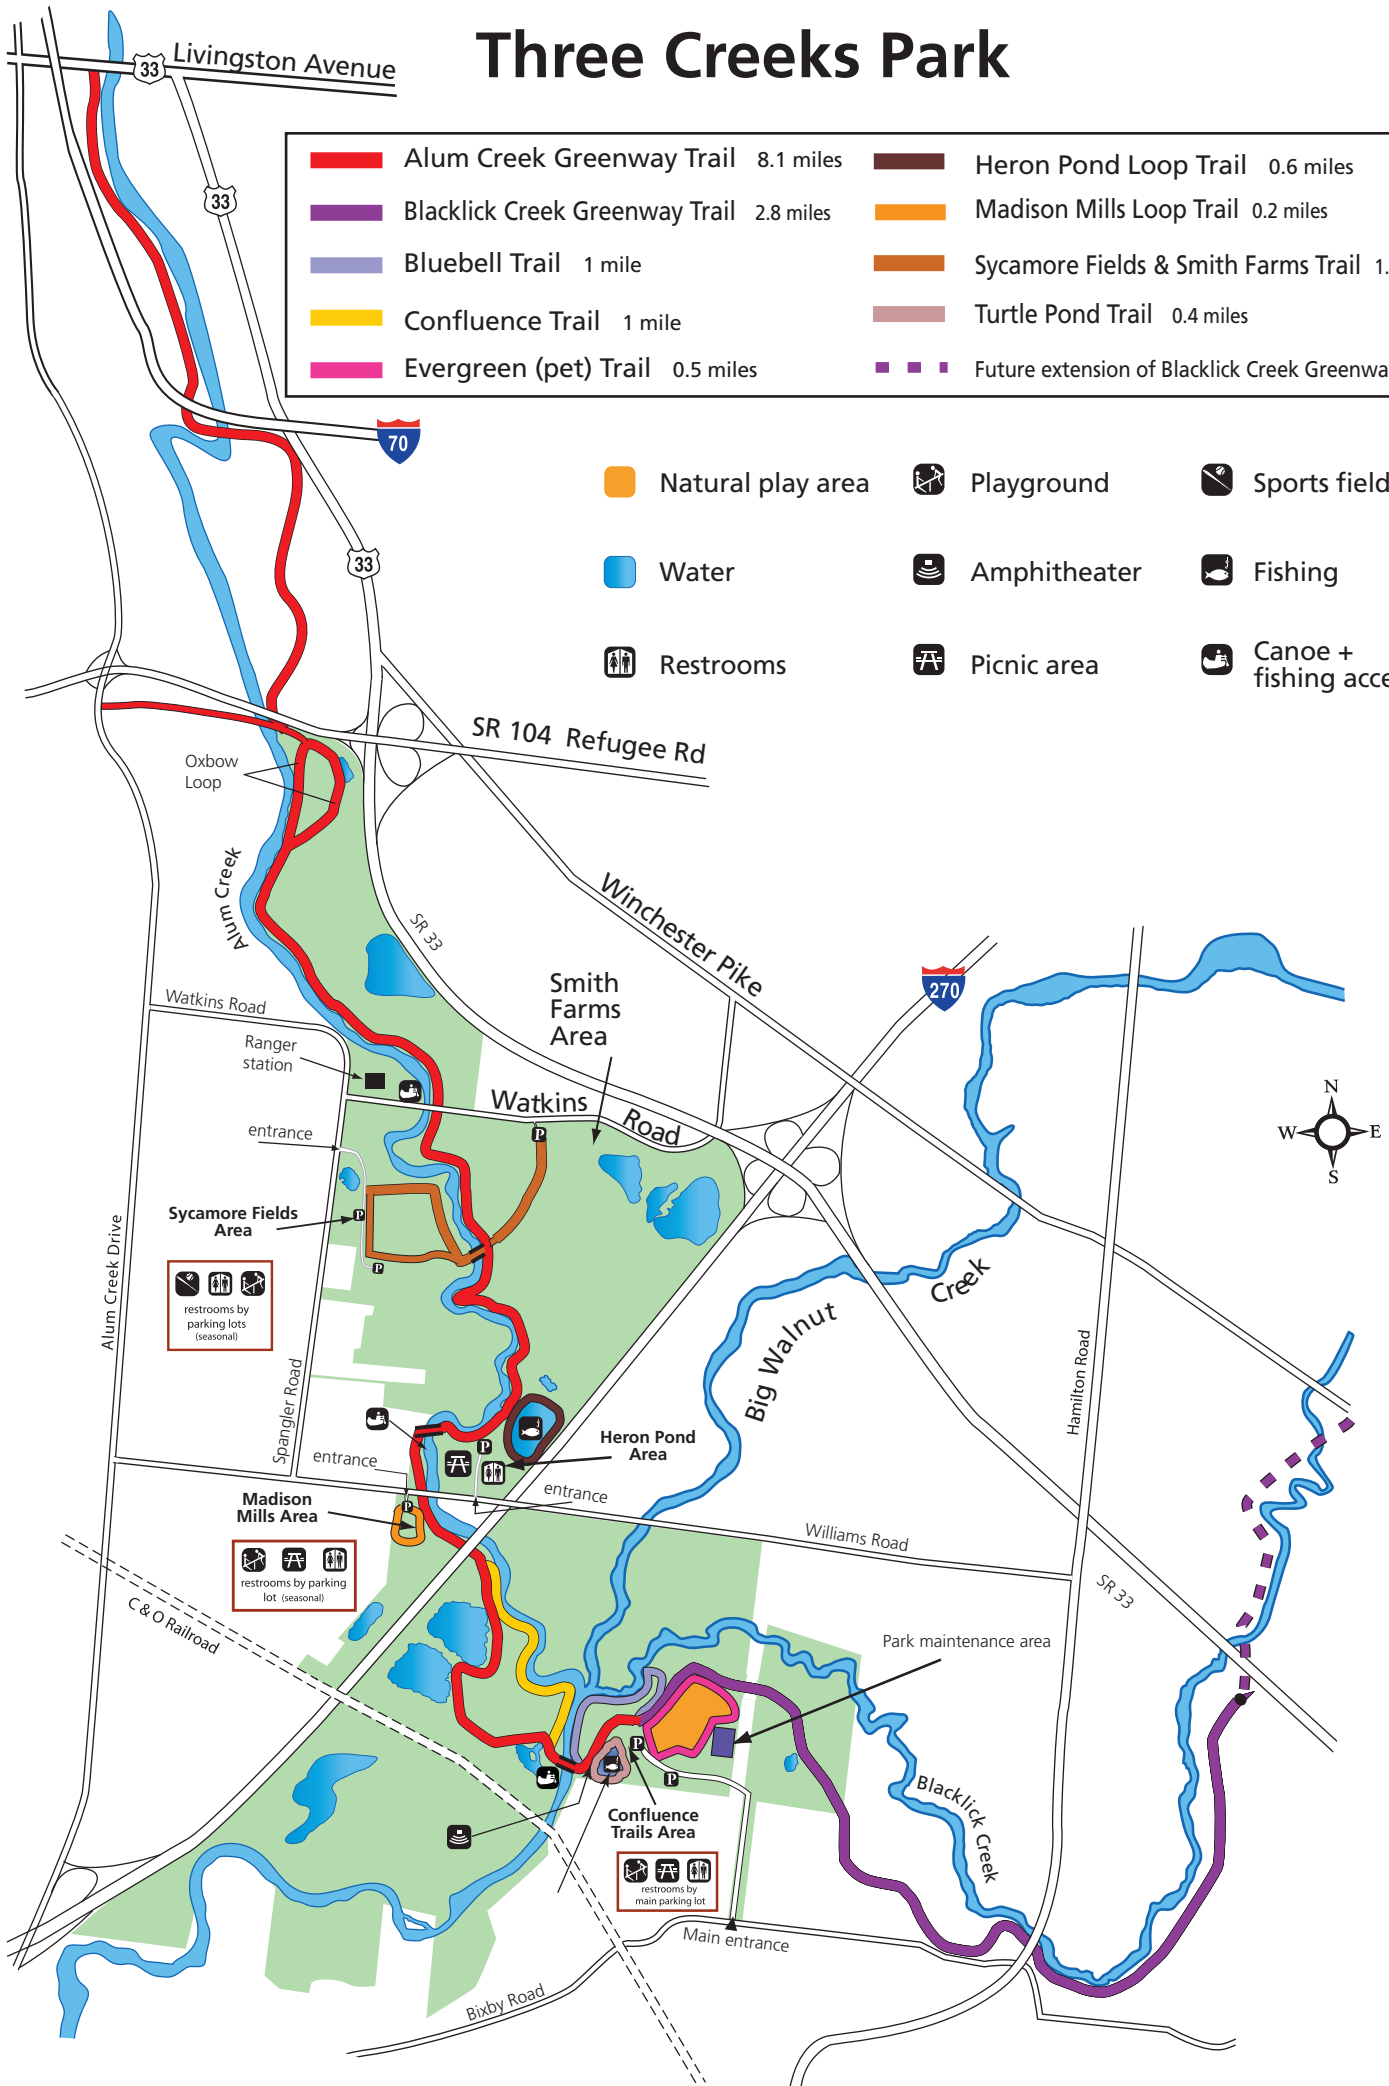 Three Creeks Park
Livingston Avenue
33
33
33
70
Alum Creek Greenway Trail 8.1 miles
Blacklick Creek Greenway Trail 2.8 miles
Bluebell Trail 1 mile
Confluence Trail 1 mile
Evergreen (pet) Trail 0.5 miles
Heron Pond Loop Trail 0.6 miles
Madison Mills Loop Trail 0.2 miles
Sycamore Fields & Smith Farms Trail 1.
Turtle Pond Trail 0.4 miles
Future extension of Blacklick Creek Greenwa
Natural play area
Playground
Sports field
Water
Amphitheater
Fishing
Restrooms
Picnic area
Canoe +
fishing acce
SR 104 Refugee Rd
Oxbow
Loop
Alum Creek
SR 33
Winchester Pike
270
Smith
Farms
Area
Watkins Road
Ranger
station
Watkins Road
P
entrance
N
W
E
S
Sycamore Fields
Area
P
P
restrooms by
parking lots
(seasonal)
Alum Creek Drive
Spangler Road
Big Walnut Creek
Hamilton Road
Heron Pond
Area
P
entrance
entrance
Madison
Mills Area
P
restrooms by parking
lot (seasonal)
Williams Road
SR 33
C & O Railroad
Park maintenance area
P
P
Blacklick Creek
Confluence
Trails Area
restrooms by
main parking lot
Main entrance
Bixby Road